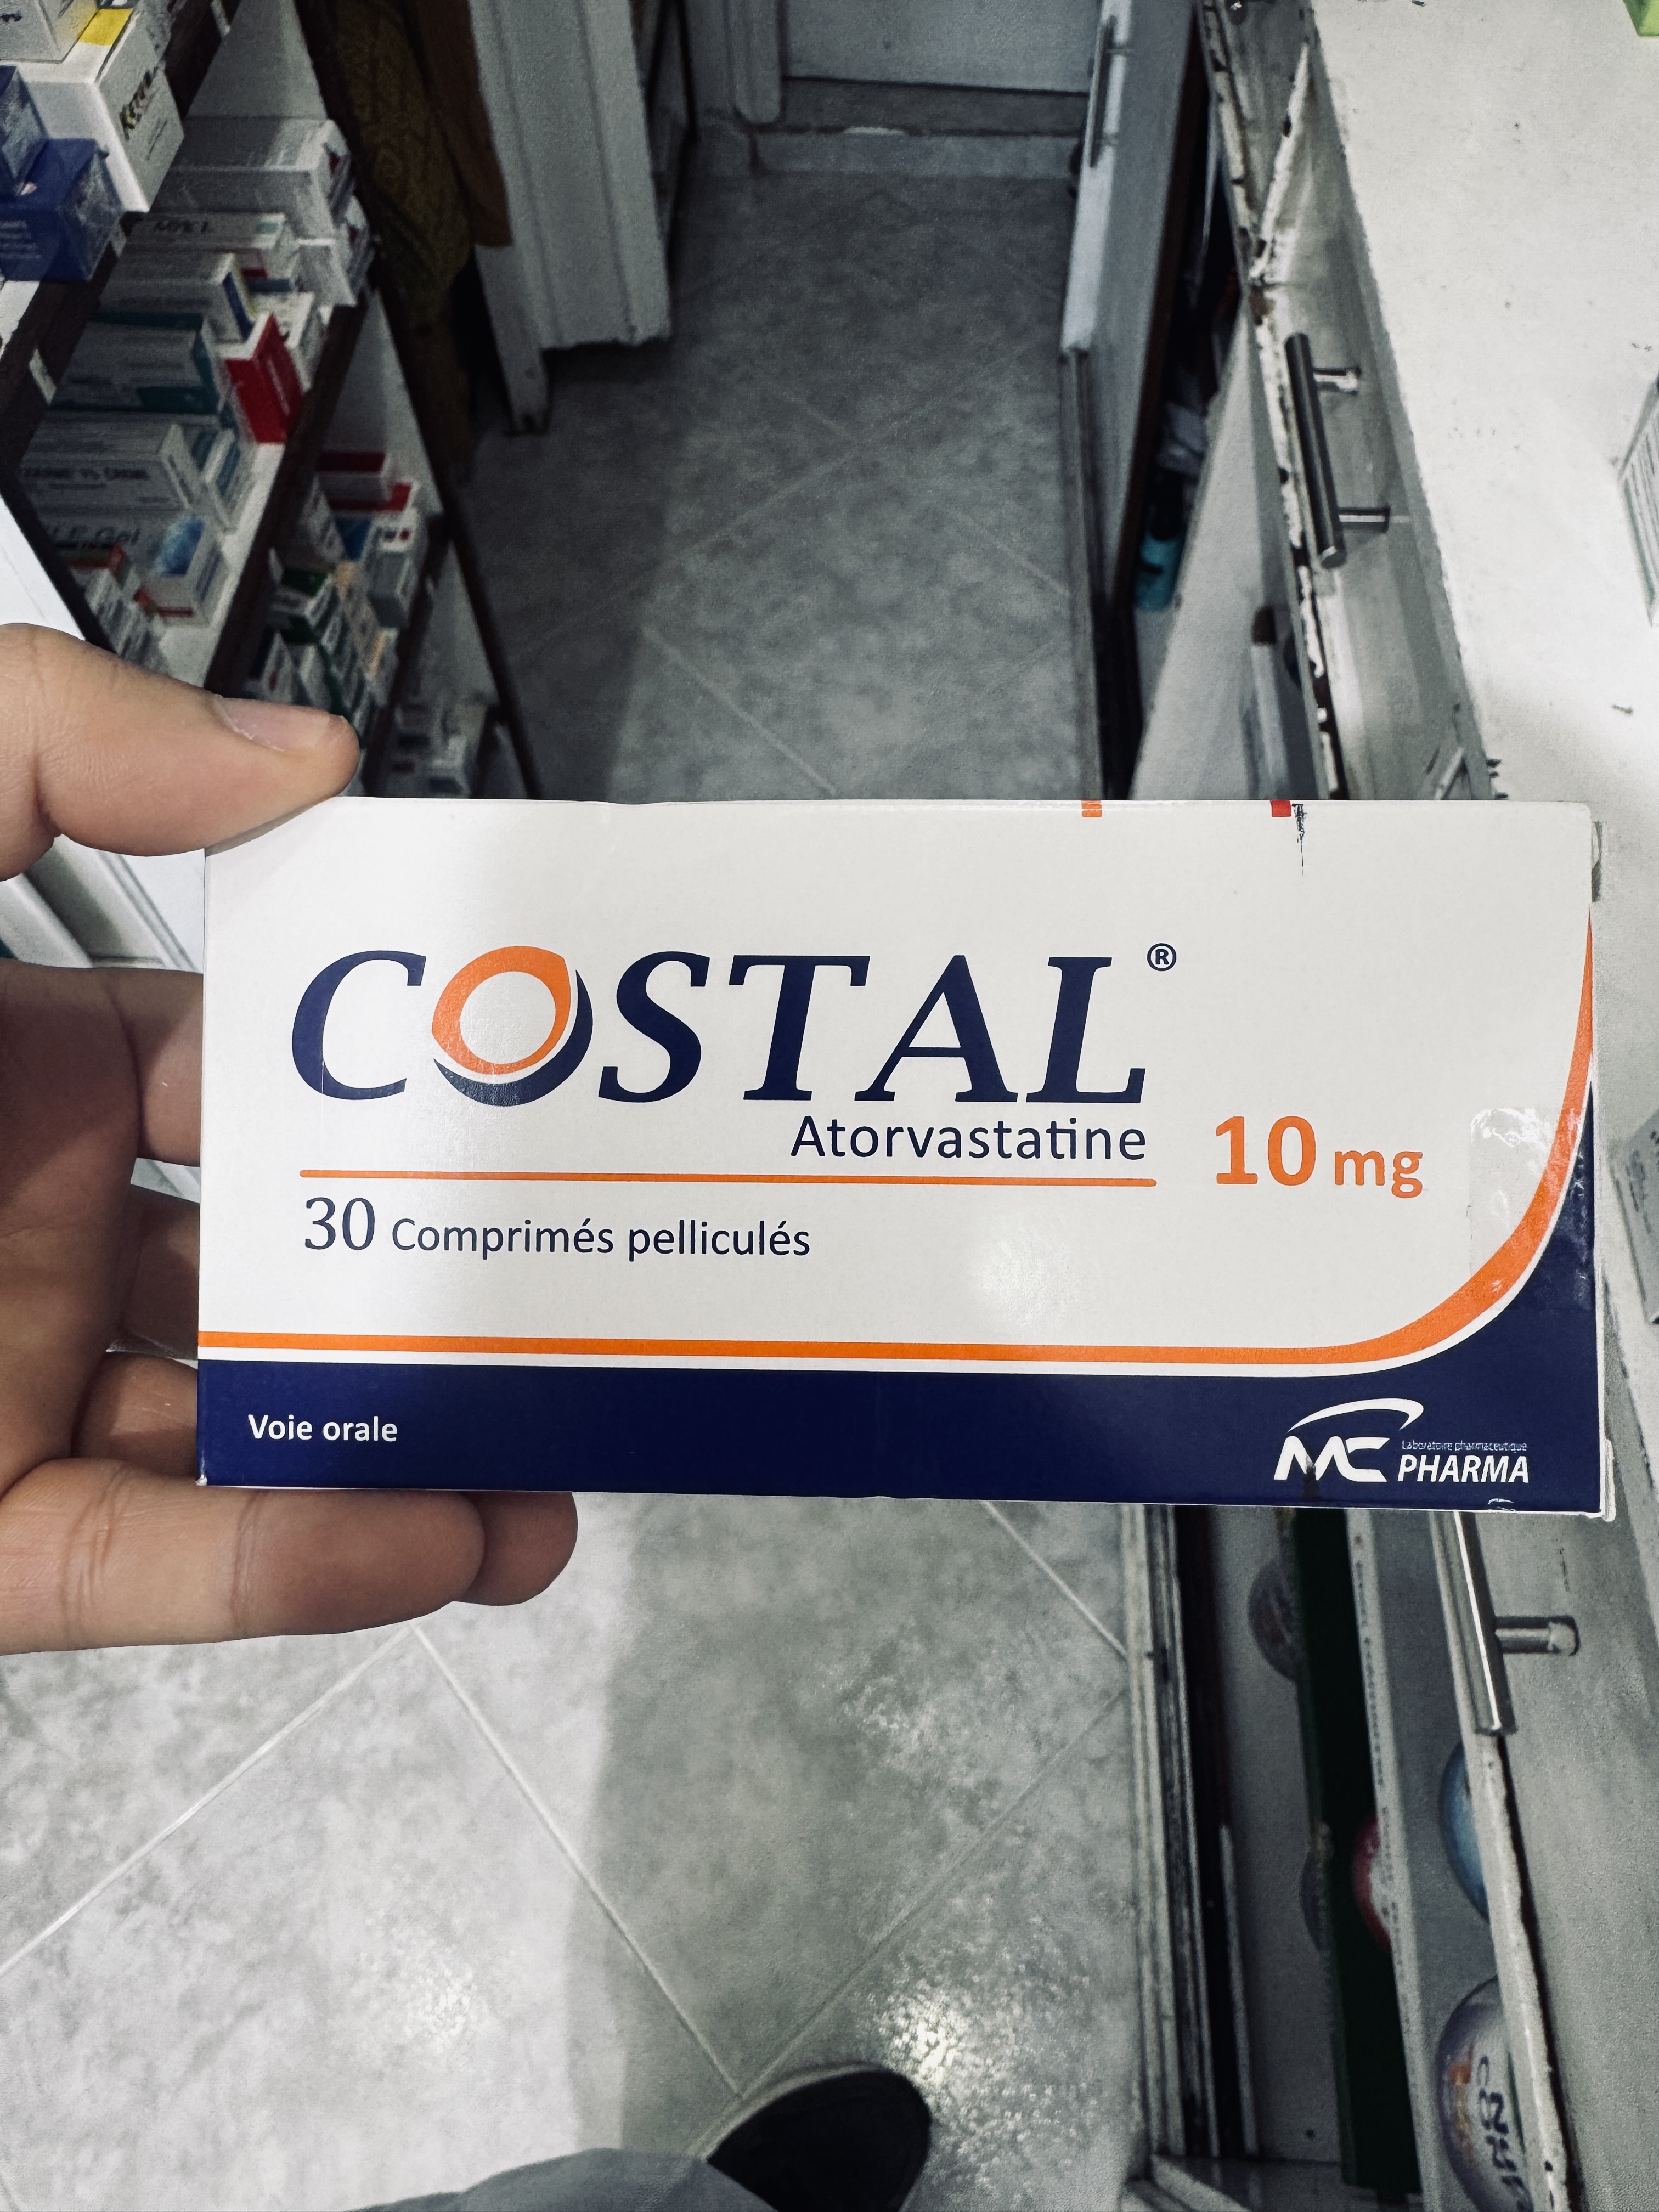 COSTAL®
Atorvastatine 10 mg
30 Comprimés pelliculés
Voie orale
MC Laboratoire pharmaceutique
PHARMA